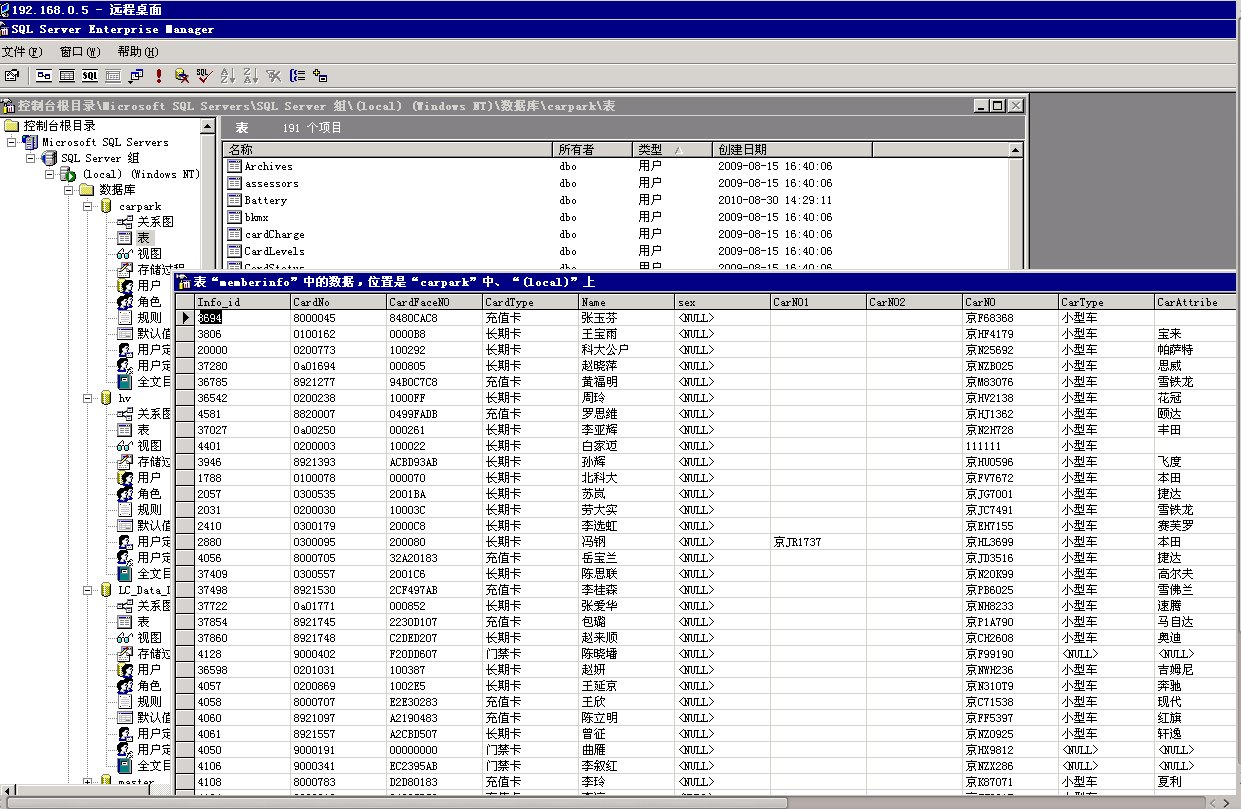 192.168.0.5 - 远程桌面
SQL Server Enterprise Manager
文件(F) 窗口(W) 帮助(H)
控制台根目录\Microsoft SQL Servers\SQL Server 组\(local) (Windows NT)\数据库\carpark\表
控制台根目录
Microsoft SQL Servers
SQL Server 组
(local) (Windows NT)
数据库
carpark
关系图
表
视图
存储过程
用户
角色
规则
默认值
用户定
用户定
全文目
hv
关系图
表
视图
存储过
用户
角色
规则
默认值
用户定
用户定
全文目
LC_Data_
关系图
表
视图
存储过
用户
角色
规则
默认值
用户定
用户定
全文目
master
表 191 个项目
名称 所有者 类型 创建日期
Archives dbo 用户 2009-08-15 16:40:06
assessors dbo 用户 2009-08-15 16:40:06
Battery dbo 用户 2010-08-30 14:29:11
bkmx dbo 用户 2009-08-15 16:40:06
cardCharge dbo 用户 2009-08-15 16:40:06
CardLevels dbo 用户 2009-08-15 16:40:06
CardStatus dbo 用户 2009-08-15 16:40:06
表“memberinfo”中的数据，位置是“carpark”中、“(local)”上
Info_id CardNo CardFaceNO CardType Name sex CarNO1 CarNO2 CarNO CarType CarAttribe
3694 8000045 8480CAC8 充值卡 张玉芬 <NULL> 京F68368 小型车
3806 0100162 0000B8 长期卡 王宝雨 <NULL> 京HF4179 小型车 宝来
20000 0200773 100292 长期卡 科大公户 <NULL> 京N25692 小型车 帕萨特
37280 0a01694 000805 长期卡 赵晓萍 <NULL> 京NZB025 小型车 思威
36785 8921277 94B0C7C8 充值卡 黄福明 <NULL> 京M83076 小型车 雪铁龙
36542 0200238 1000FF 长期卡 周玲 <NULL> 京HV2138 小型车 花冠
4581 8820007 0499FADB 充值卡 罗思维 <NULL> 京HJ1362 小型车 颐达
37027 0a00250 000261 长期卡 李亚辉 <NULL> 京N2H728 小型车 丰田
4401 0200003 100022 长期卡 白家迈 <NULL> 111111 小型车
3946 8921393 ACBD93AB 长期卡 孙辉 <NULL> 京HU0596 小型车 飞度
1788 0100078 000070 长期卡 北科大 <NULL> 京FV7672 小型车 本田
2057 0300535 2001BA 长期卡 苏岚 <NULL> 京JG7001 小型车 捷达
2031 0200030 10003C 长期卡 劳大实 <NULL> 京JC7491 小型车 雪铁龙
2410 0300179 2000C8 长期卡 李选虹 <NULL> 京EH7155 小型车 赛芙罗
2880 0300095 200080 长期卡 冯钢 <NULL> 京JR1737 京HL3699 小型车 本田
4056 8000705 32A20183 充值卡 岳宝兰 <NULL> 京JD3516 小型车 捷达
37409 0300557 2001C6 长期卡 陈思联 <NULL> 京N20K99 小型车 高尔夫
37498 8921530 2CF497AB 充值卡 李桂森 <NULL> 京PB6025 小型车 雪佛兰
37722 0a01771 000852 长期卡 张爱华 <NULL> 京NH8233 小型车 速腾
37854 8921745 2230D107 充值卡 包璐 <NULL> 京P1A790 小型车 马自达
37860 8921748 C2DED207 长期卡 赵来顺 <NULL> 京CH2608 小型车 奥迪
4128 9000402 F20DD607 门禁卡 陈晓墦 <NULL> 京F99190 <NULL> <NULL>
36598 0201031 100387 长期卡 赵妍 <NULL> 京NWH236 小型车 吉姆尼
4057 0200869 1002E5 长期卡 王延京 <NULL> 京N310T9 小型车 奔驰
4058 8000707 E2E30283 充值卡 王欣 <NULL> 京C71538 小型车 现代
4060 8921097 A2190483 充值卡 陈立明 <NULL> 京FF5397 小型车 红旗
4061 8921557 A2CBD507 长期卡 曾征 <NULL> 京NZ0925 小型车 轩逸
4050 9000191 00000000 门禁卡 曲雁 <NULL> 京HX9812 <NULL> <NULL>
4106 9000341 EC2395AB 门禁卡 李叙红 <NULL> 京NZX286 <NULL> <NULL>
4108 8000783 D2D80183 充值卡 李玲 <NULL> 京K87071 小型车 夏利